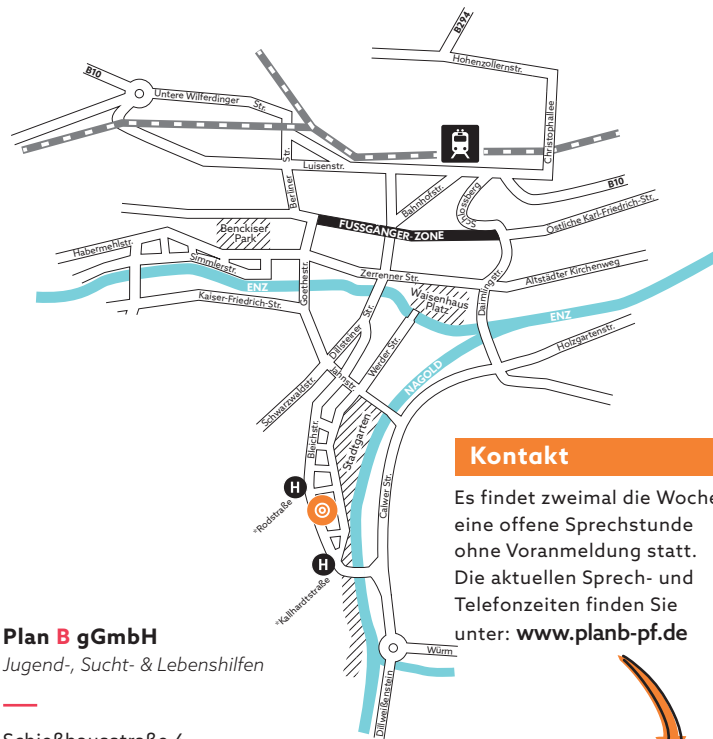 B294
Hohenzollernstr.
B10
Untere Wilferdinger
Str.
Christophallee
Luisenstr.
Berliner
Str.
Bahnhofstr.
Schlossberg
B10
FUSSGÄNGER-ZONE
Östliche Karl-Friedrich-Str.
Benckiser
Park
Habermehlstr.
Simmlerstr.
Zerrenner Str.
Goethestr.
Daimlingstr.
Altstädter Kirchenweg
ENZ
Kaiser-Friedrich-Str.
Waisenhaus
Platz
ENZ
Holzgartenstr.
Dillsteiner
Str.
Werder Str.
Jahnstr.
NAGOLD
Schwarzwaldstr.
Bleichstr.
Stadtgarten
Calwer Str.
H
"Rodstraße
H
"Kallhardtstraße
Würm
Dillweißenstein
Kontakt
Es findet zweimal die Woche
eine offene Sprechstunde
ohne Voranmeldung statt.
Die aktuellen Sprech- und
Telefonzeiten finden Sie
unter: www.planb-pf.de
Plan B gGmbH
Jugend-, Sucht- & Lebenshilfen